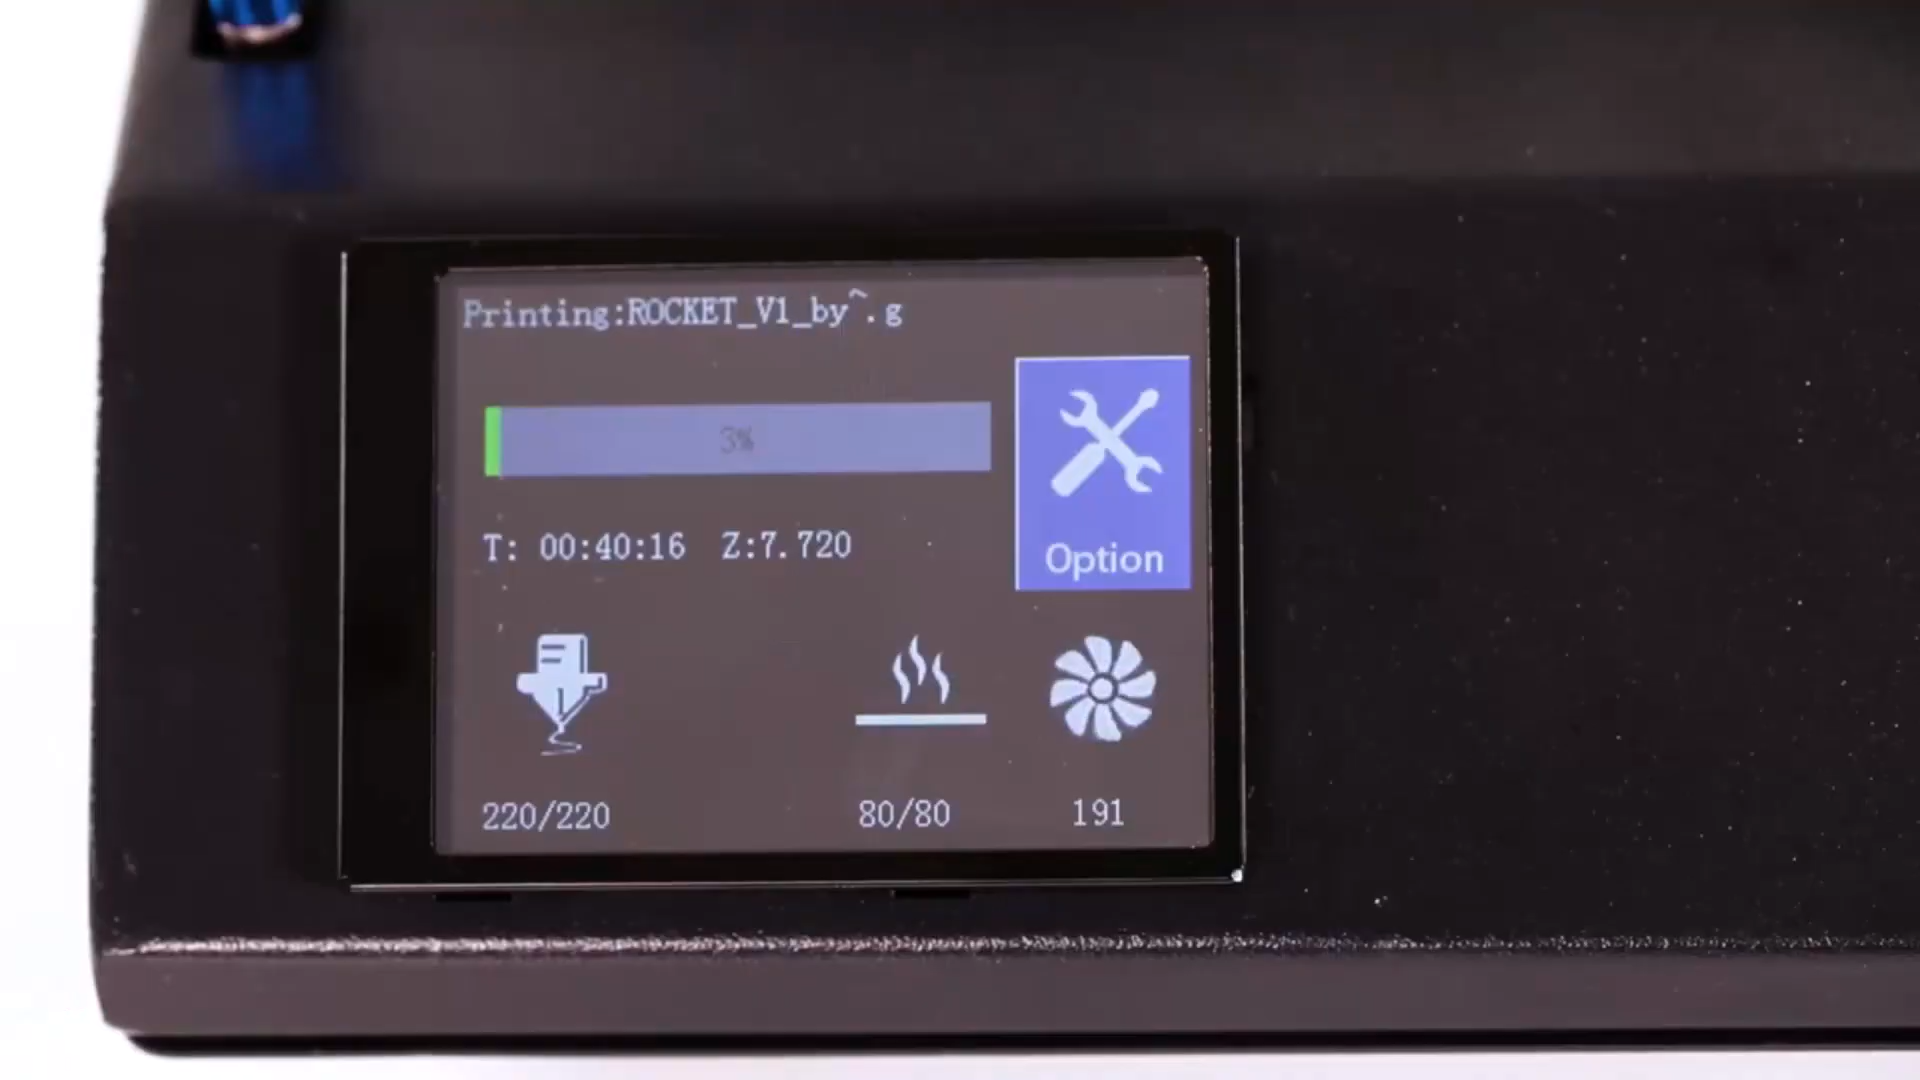 Printing:ROCKET_V1_by~.g
3%
T: 00:40:16 Z:7.720
Option
220/220
80/80
191